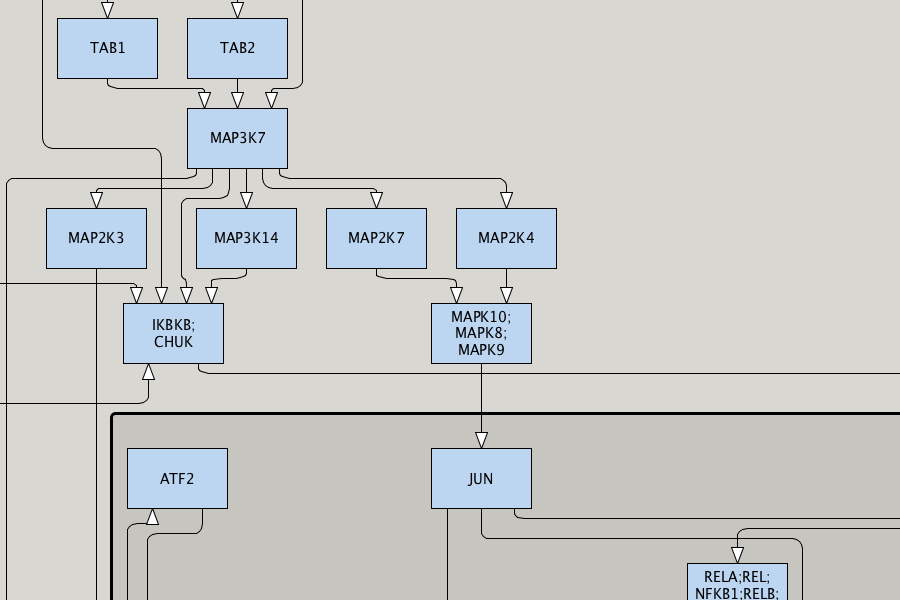 TAB1
TAB2
MAP3K7
MAP2K3
MAP3K14
MAP2K7
MAP2K4
IKBKB;
CHUK
MAPK10;
MAPK8;
MAPK9
ATF2
JUN
RELA;REL;
NFKB1;RELB;